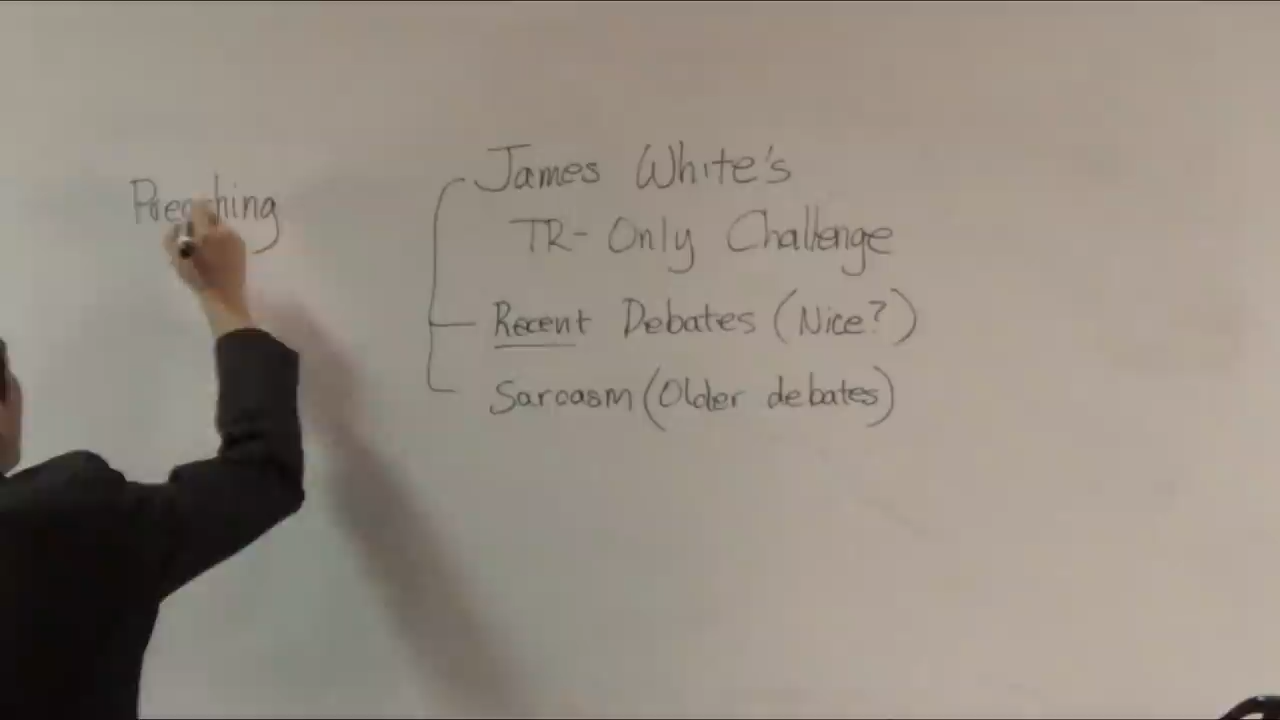 Preaching
James White's
TR-Only Challenge
Recent Debates (Nice?)
Sarcasm (Older debates)